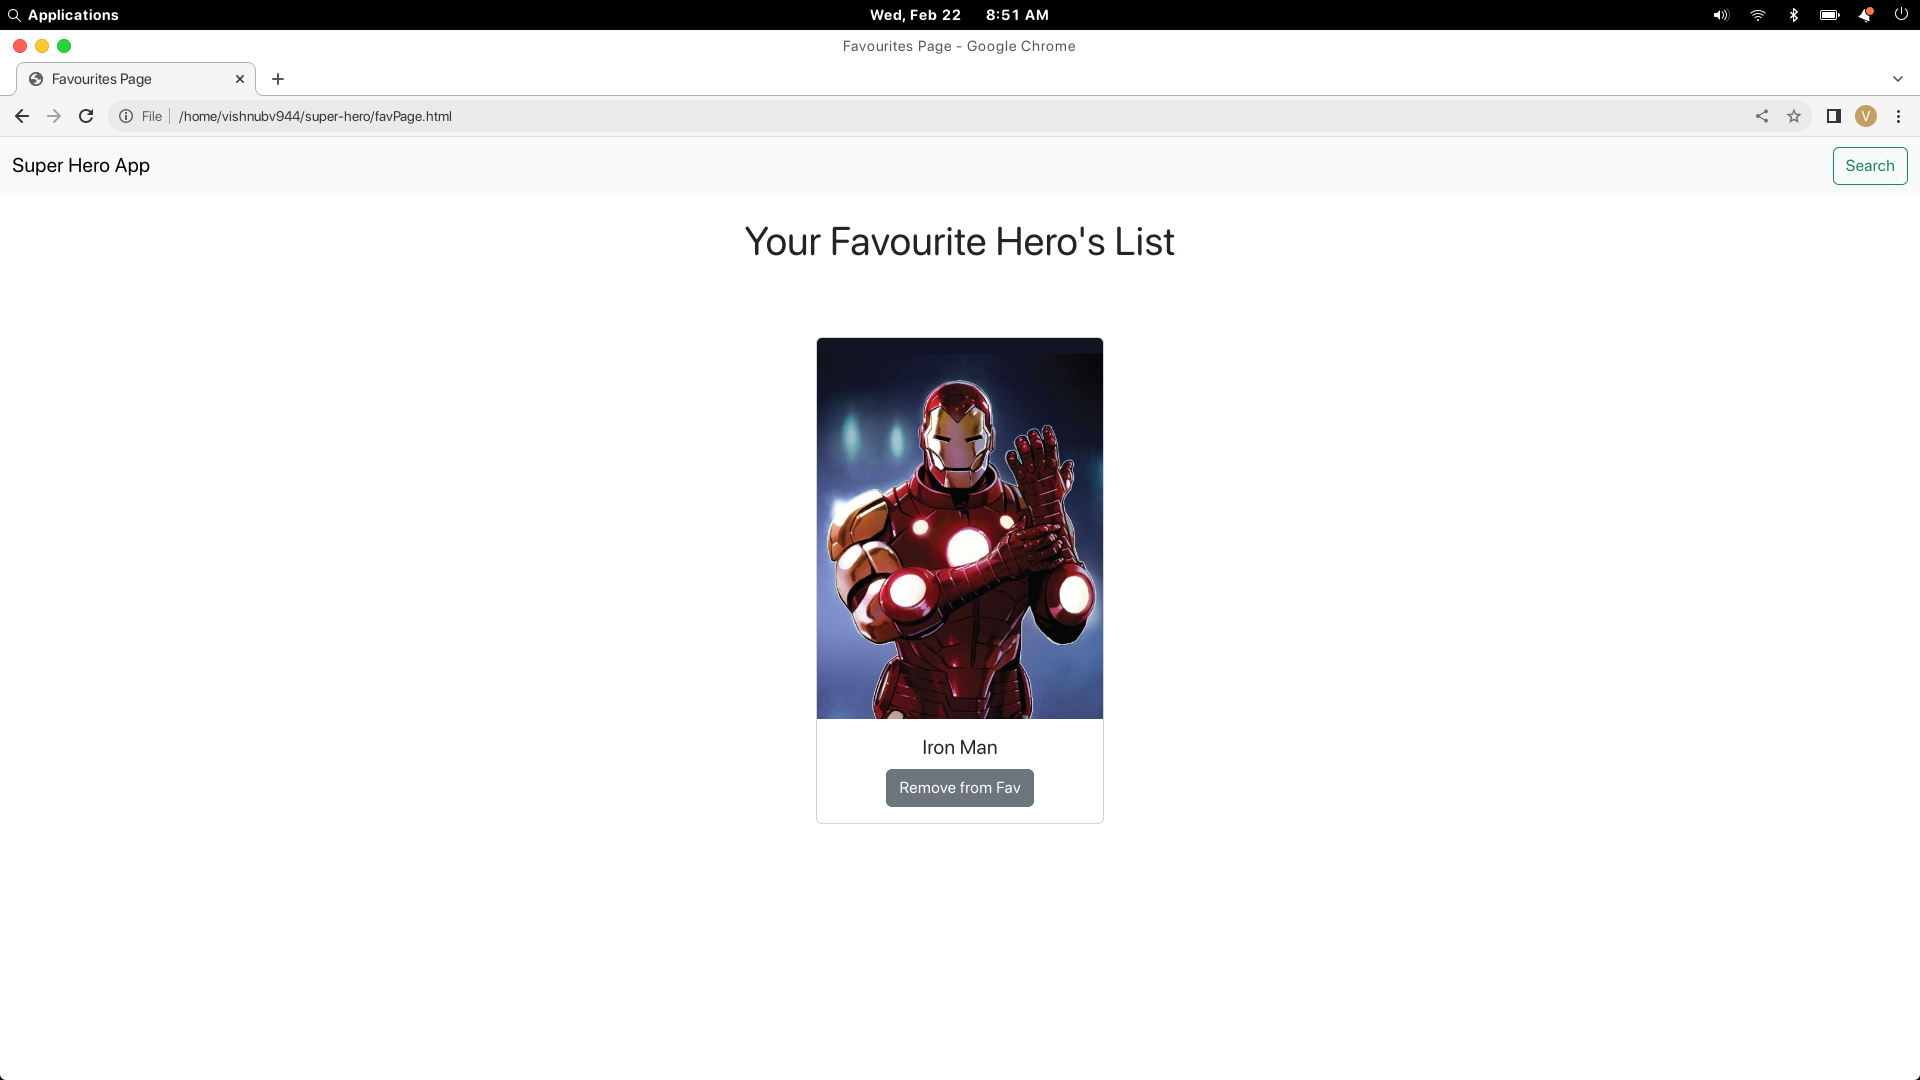 Applications
Wed, Feb 22 8:51 AM
Favourites Page - Google Chrome
Favourites Page
File /home/vishnubv944/super-hero/favPage.html
V
Super Hero App
Search
Your Favourite Hero's List
Iron Man
Remove from Fav